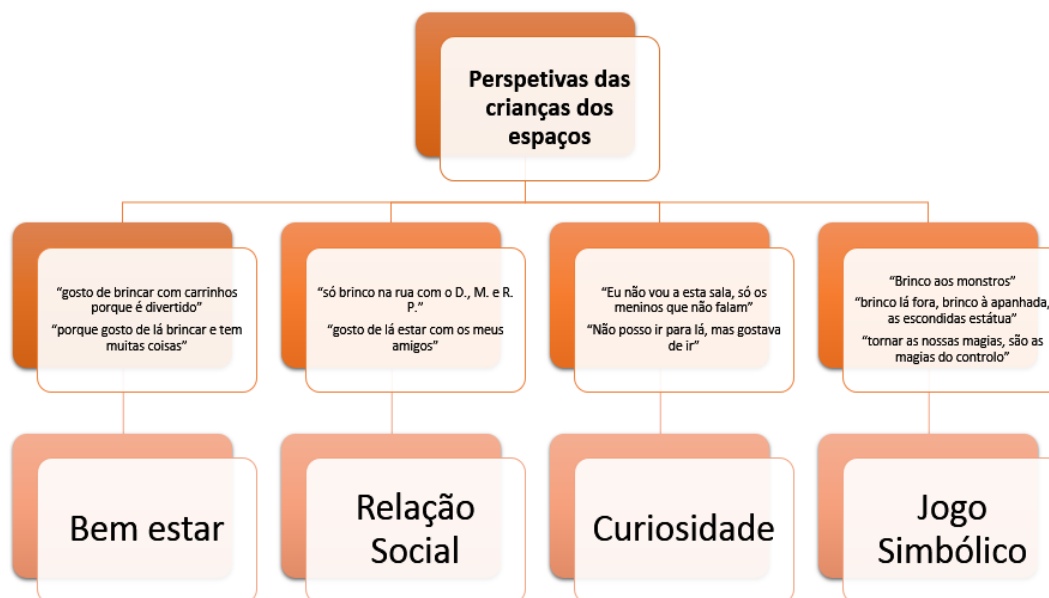 Perspetivas das
crianças dos
espaços
“gosto de brincar com carrinhos
porque é divertido”
“porque gosto de lá brincar e tem
muitas coisas”
“só brinco na rua com o D., M. e R.
P.”
“gosto de lá estar com os meus
amigos”
“Eu não vou a esta sala, só os
meninos que não falam”
“Não posso ir para lá, mas gostava
de ir”
“Brinco aos monstros”
“brinco lá fora, brinco à apanhada,
as escondidas estátua”
“tornar as nossas magias, são as
magias do controlo”
Bem estar
Relação
Social
Curiosidade
Jogo
Simbólico